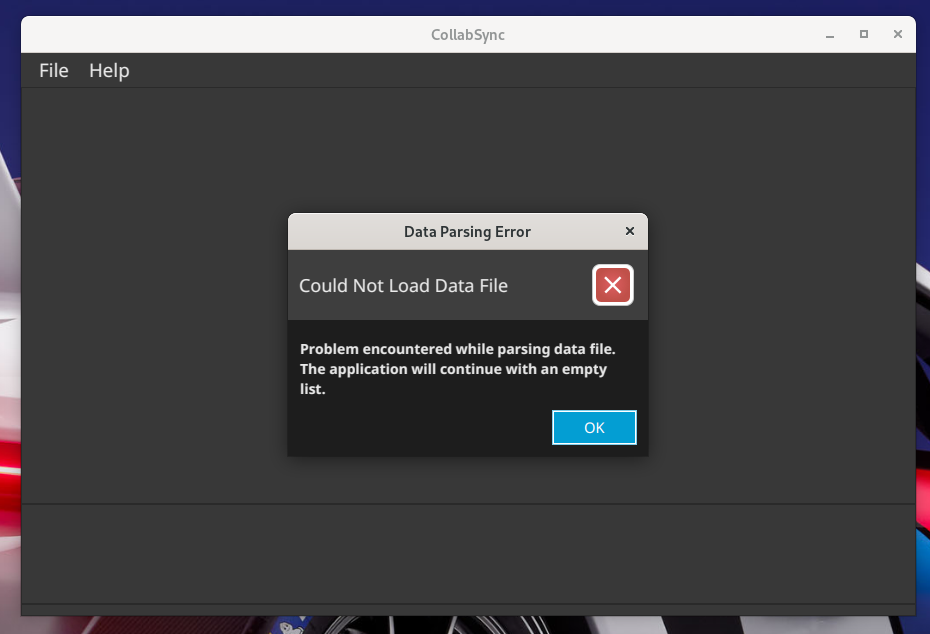 CollabSync
File Help
Data Parsing Error
Could Not Load Data File
Problem encountered while parsing data file.
The application will continue with an empty
list.
OK